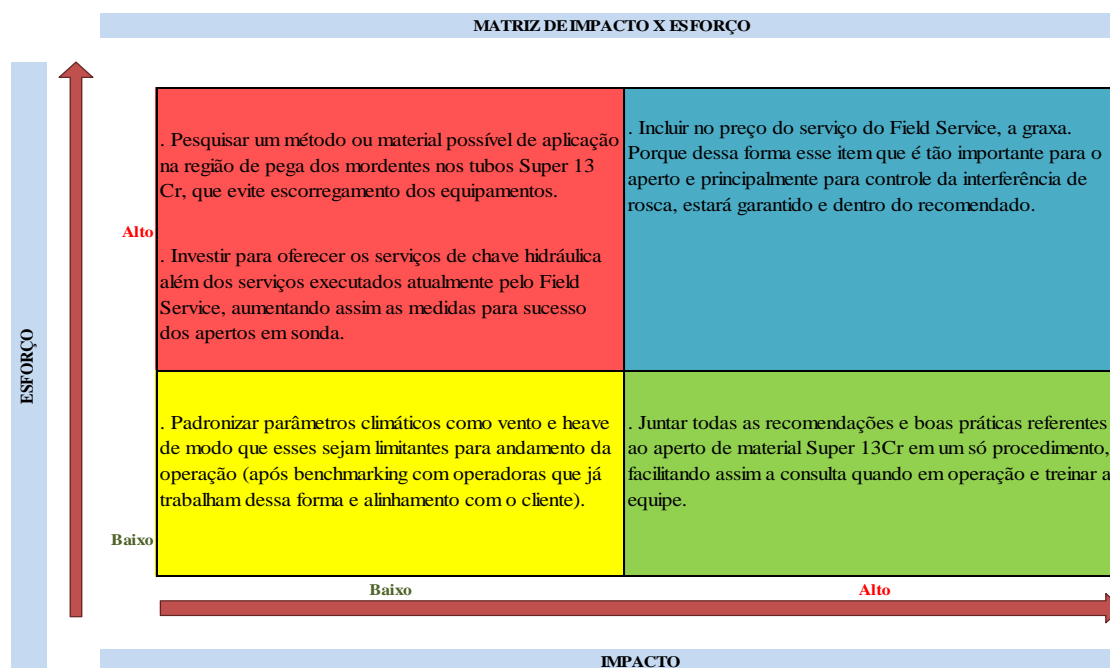 MATRIZ DE IMPACTO X ESFORÇO
ESFORÇO
Alto
. Pesquisar um método ou material possível de aplicação
na região de pega dos mordentes nos tubos Super 13
Cr, que evite escorregamento dos equipamentos.
. Investir para oferecer os serviços de chave hidráulica
além dos serviços executados atualmente pelo Field
Service, aumentando assim as medidas para sucesso
dos apertos em sonda.
. Incluir no preço do serviço do Field Service, a graxa.
Porque dessa forma esse item que é tão importante para o
aperto e principalmente para controle da interferência de
rosca, estará garantido e dentro do recomendado.
Baixo
. Padronizar parâmetros climáticos como vento e heave
de modo que esses sejam limitantes para andamento da
operação (após benchmarking com operadoras que já
trabalham dessa forma e alinhamento com o cliente).
. Juntar todas as recomendações e boas práticas referentes
ao aperto de material Super 13Cr em um só procedimento,
facilitando assim a consulta quando em operação e treinar a
equipe.
Baixo
Alto
IMPACTO